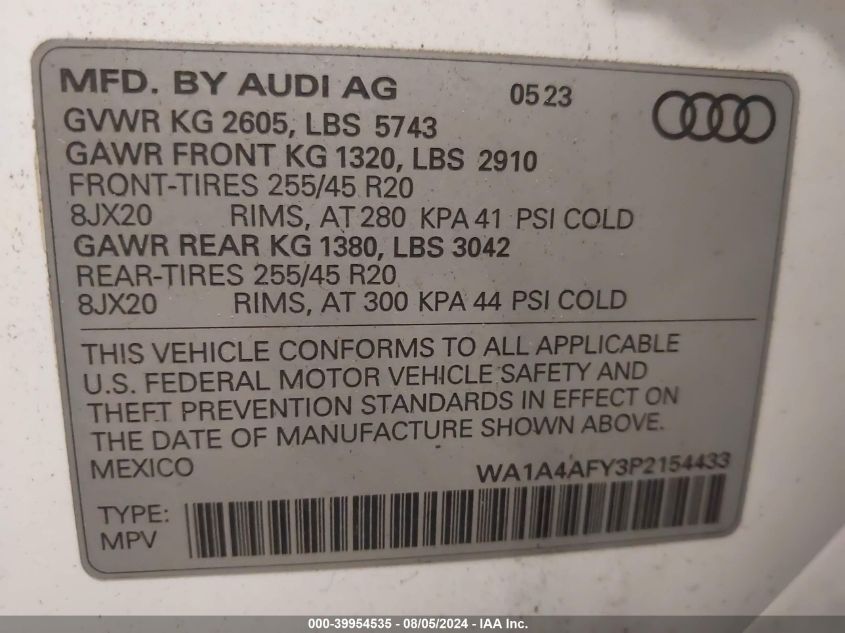 MFD. BY AUDI AG 0523
GVWR KG 2605, LBS 5743
GAWR FRONT KG 1320, LBS 2910
FRONT-TIRES 255/45 R20
8JX20 RIMS, AT 280 KPA 41 PSI COLD
GAWR REAR KG 1380, LBS 3042
REAR-TIRES 255/45 R20
8JX20 RIMS, AT 300 KPA 44 PSI COLD
THIS VEHICLE CONFORMS TO ALL APPLICABLE
U.S. FEDERAL MOTOR VEHICLE SAFETY AND
THEFT PREVENTION STANDARDS IN EFFECT ON
THE DATE OF MANUFACTURE SHOWN ABOVE.
MEXICO WA1A4AFY3P2154433
TYPE:
MPV
000-39954535 - 08/05/2024 - IAA Inc.